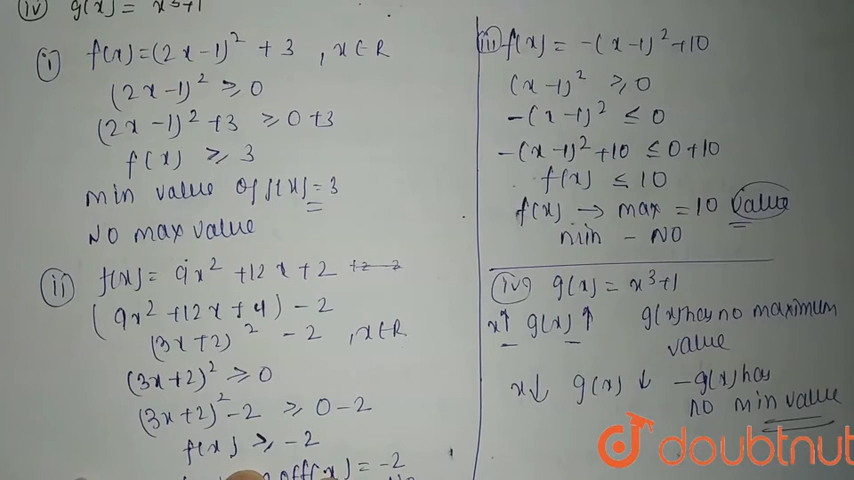 iv g(x) = x³+1
i f(x)=(2x-1)² + 3 , x∈R
(2x-1)² ≥ 0
(2x-1)² +3 ≥ 0+3
f(x) ≥ 3
min value of f(x) = 3
NO max value
ii f(x)= 9x² +12x +2
(9x² +12x+4) -2
(3x+2)² -2 , x∈R
(3x+2)² ≥ 0
(3x+2)² -2 ≥ 0-2
f(x) ≥ -2
of f(x) = -2
iii f(x) = -(x-1)² +10
(x-1)² ≥ 0
-(x-1)² ≤ 0
-(x-1)² +10 ≤ 0+10
f(x) ≤ 10
f(x) → max = 10 value
min - NO
iv g(x) = x³+1
x↑ g(x) ↑ g(x) has no maximum
value
x↓ g(x) ↓ -g(x) has
no min value
doubtnut